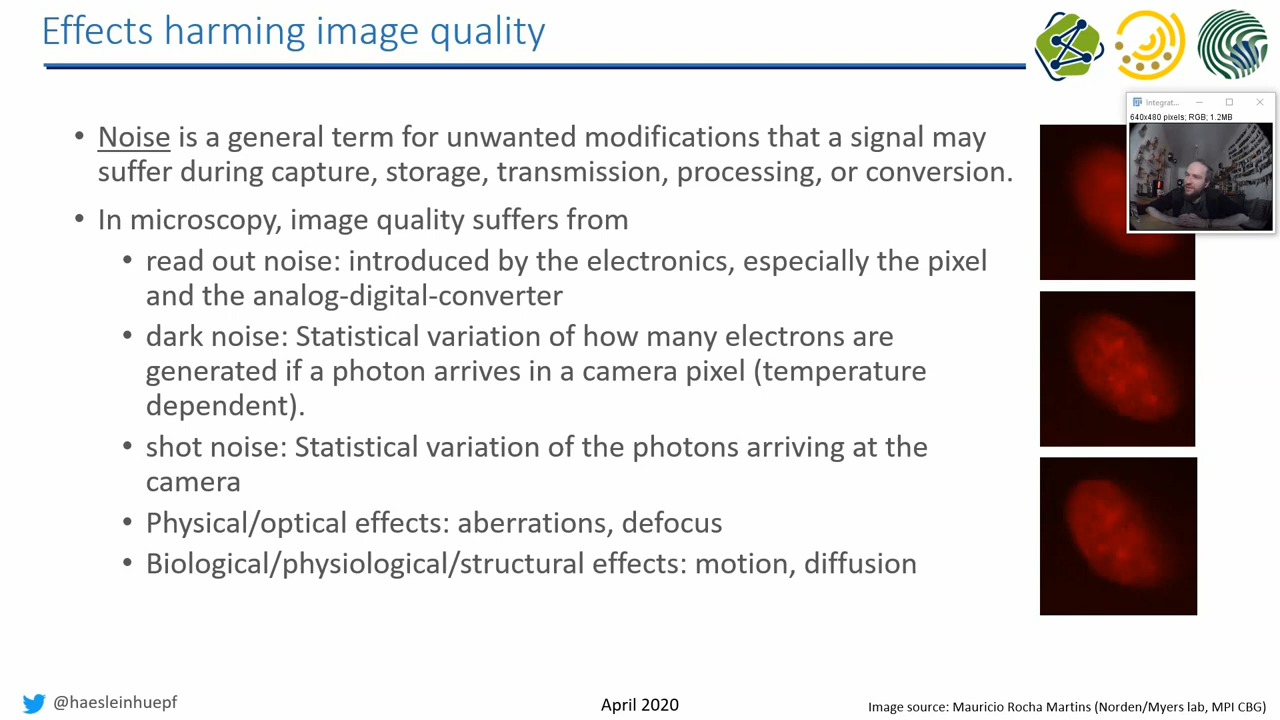 Effects harming image quality
Integrat...
640x480 pixels; RGB; 1.2MB
• Noise is a general term for unwanted modifications that a signal may
suffer during capture, storage, transmission, processing, or conversion.
• In microscopy, image quality suffers from
• read out noise: introduced by the electronics, especially the pixel
and the analog-digital-converter
• dark noise: Statistical variation of how many electrons are
generated if a photon arrives in a camera pixel (temperature
dependent).
• shot noise: Statistical variation of the photons arriving at the
camera
• Physical/optical effects: aberrations, defocus
• Biological/physiological/structural effects: motion, diffusion
@haesleinhuepf
April 2020
Image source: Mauricio Rocha Martins (Norden/Myers lab, MPI CBG)